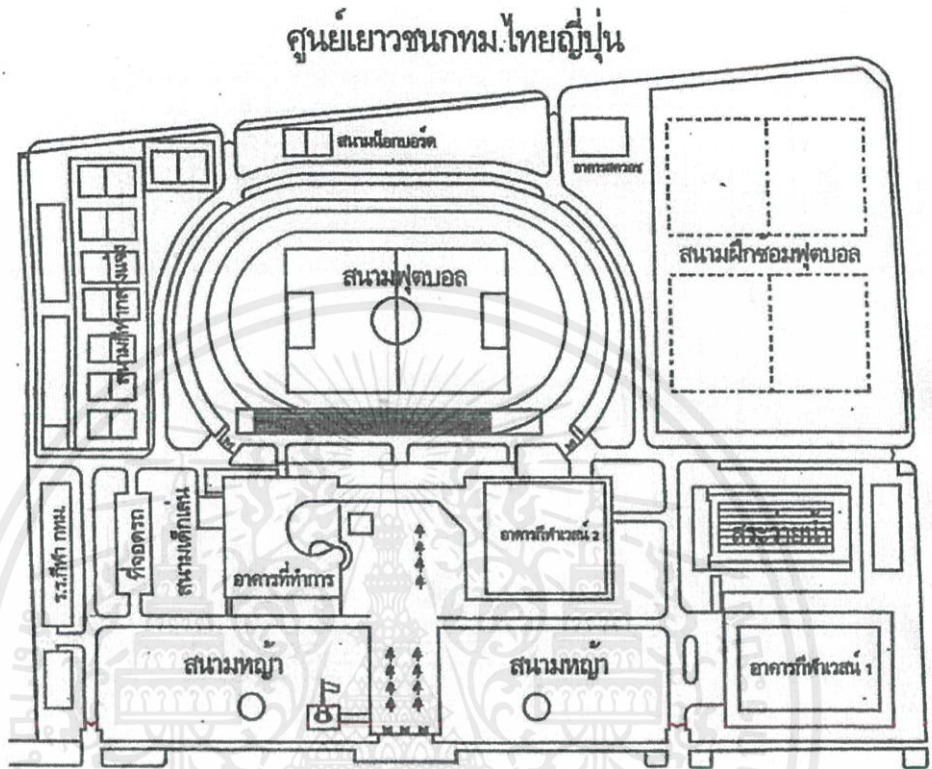 ศูนย์เยาวชนกทม.ไทยญี่ปุ่น
สนามน็อกบอร์ด
อาคารสควอช
สนามกีฬากลางแจ้ง
สนามฟุตบอล
สนามฝึกซ้อมฟุตบอล
ร.ร.กีฬา กทม.
ที่จอดรถ
สนามเด็กเล่น
อาคารที่ทำการ
อาคารกีฬาเวสน์ 2
สระว่ายน้ำ
สนามหญ้า
สนามหญ้า
อาคารกีฬาเวสน์ 1